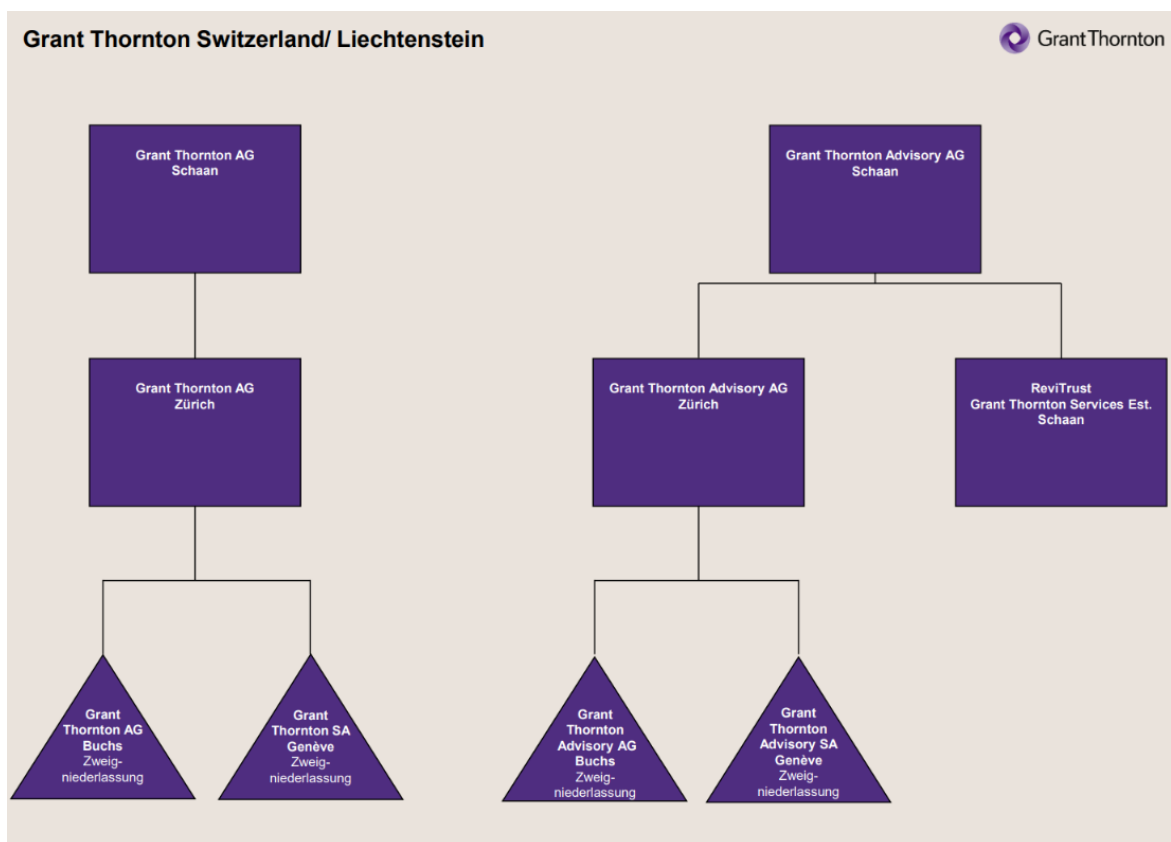 Grant Thornton Switzerland/ Liechtenstein
Grant Thornton
Grant Thornton AG
Schaan
Grant Thornton Advisory AG
Schaan
Grant Thornton AG
Zürich
Grant Thornton Advisory AG
Zürich
ReviTrust
Grant Thornton Services Est.
Schaan
Grant
Thornton AG
Buchs
Zweig-
niederlassung
Grant
Thornton SA
Genève
Zweig-
niederlassung
Grant
Thornton
Advisory AG
Buchs
Zweig-
niederlassung
Grant
Thornton
Advisory SA
Genève
Zweig-
niederlassung